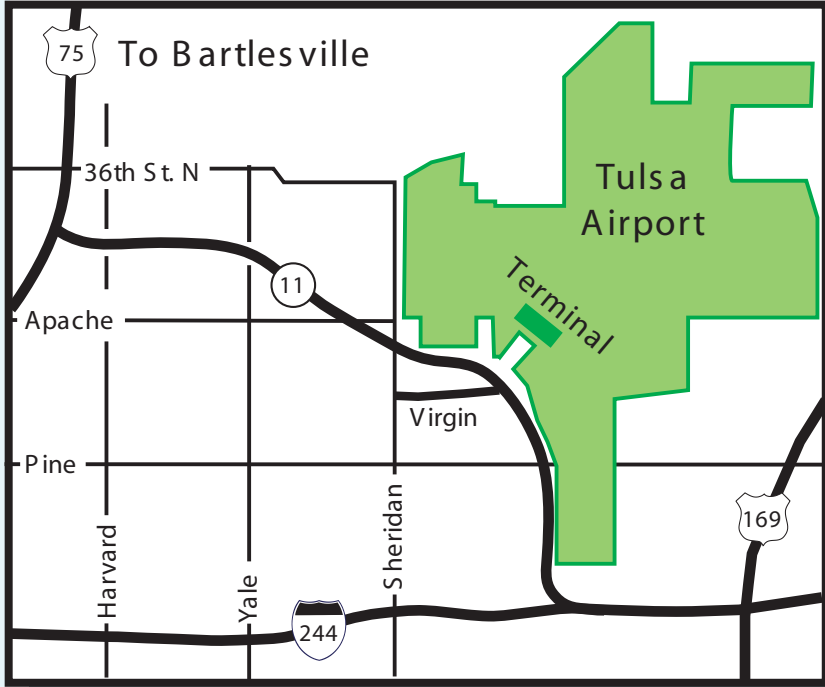 75
To Bartlesville
36th St. N
Tulsa
Airport
11
Terminal
Apache
Virgin
Pine
Harvard
Yale
Sheridan
169
244